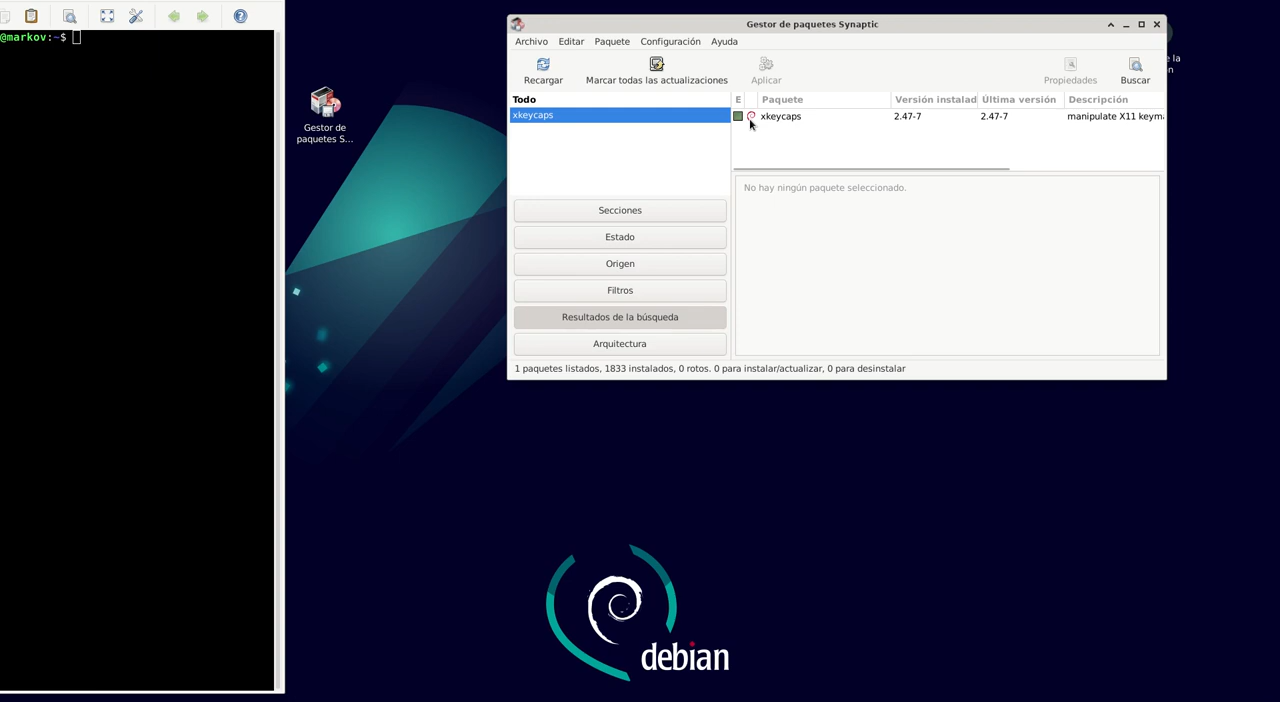 @markov:~$
Gestor de
paquetes S...
Gestor de paquetes Synaptic
Archivo Editar Paquete Configuración Ayuda
Recargar Marcar todas las actualizaciones Aplicar Propiedades Buscar
Todo
xkeycaps
E Paquete Versión instalad Última versión Descripción
xkeycaps 2.47-7 2.47-7 manipulate X11 keym
No hay ningún paquete seleccionado.
Secciones
Estado
Origen
Filtros
Resultados de la búsqueda
Arquitectura
1 paquetes listados, 1833 instalados, 0 rotos. 0 para instalar/actualizar, 0 para desinstalar
e la
n
debian